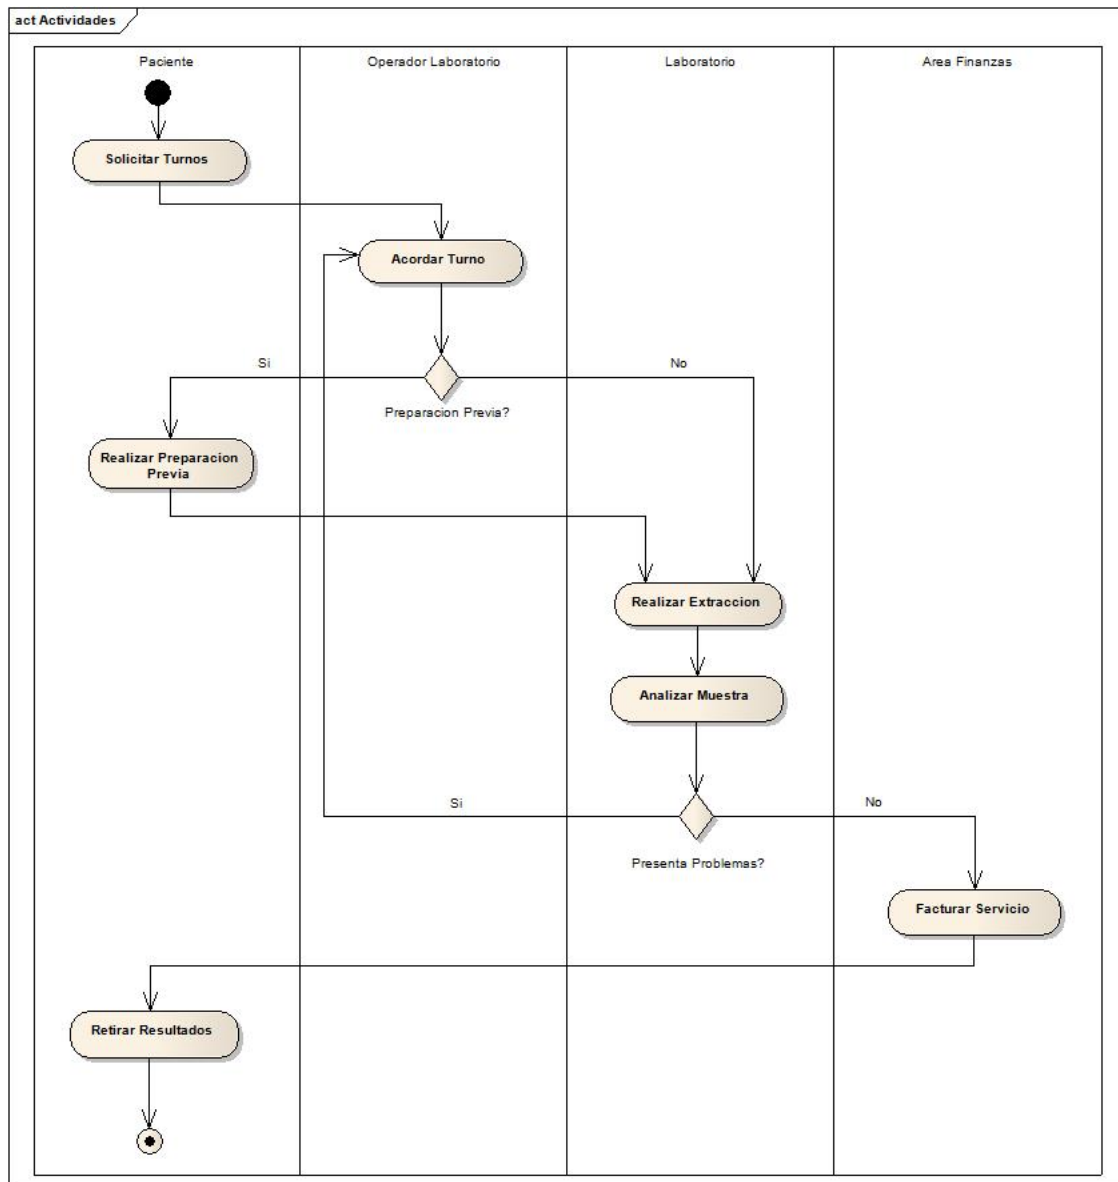 act Actividades
Paciente
Operador Laboratorio
Laboratorio
Area Finanzas
Solicitar Turnos
Acordar Turno
Si
No
Preparacion Previa?
Realizar Preparacion
Previa
Realizar Extraccion
Analizar Muestra
Si
No
Presenta Problemas?
Facturar Servicio
Retirar Resultados